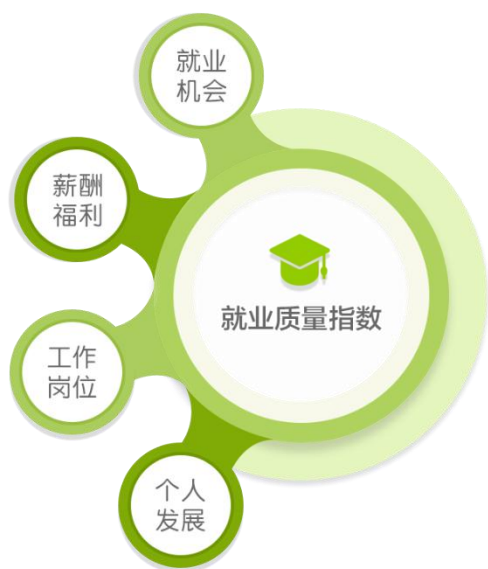 就业
机会
薪酬
福利
就业质量指数
工作
岗位
个人
发展